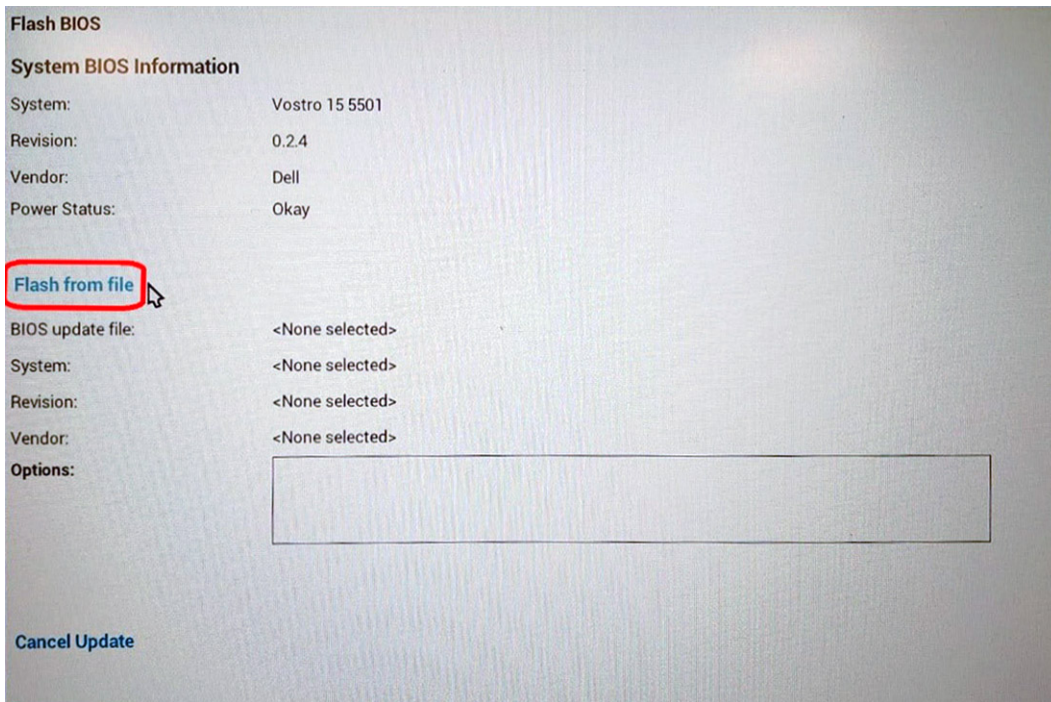 Flash BIOS
System BIOS Information
System: Vostro 15 5501
Revision: 0.2.4
Vendor: Dell
Power Status: Okay
Flash from file
BIOS update file: <None selected>
System: <None selected>
Revision: <None selected>
Vendor: <None selected>
Options:
Cancel Update